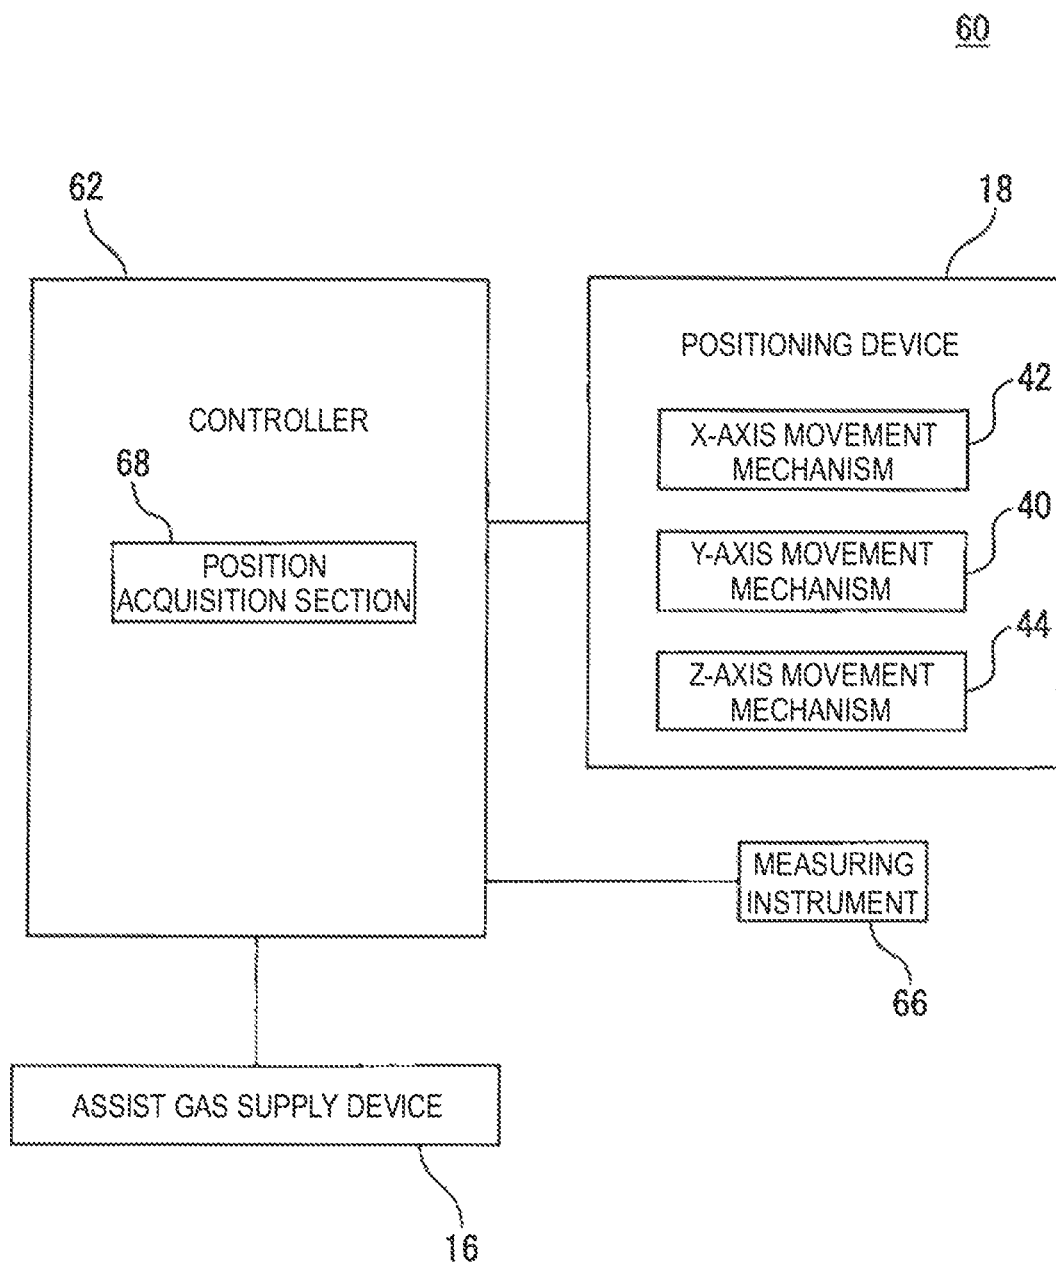 60
62
18
POSITIONING DEVICE
42
CONTROLLER
X-AXIS MOVEMENT
MECHANISM
68
40
POSITION
ACQUISITION SECTION
Y-AXIS MOVEMENT
MECHANISM
44
Z-AXIS MOVEMENT
MECHANISM
MEASURING
INSTRUMENT
66
ASSIST GAS SUPPLY DEVICE
16